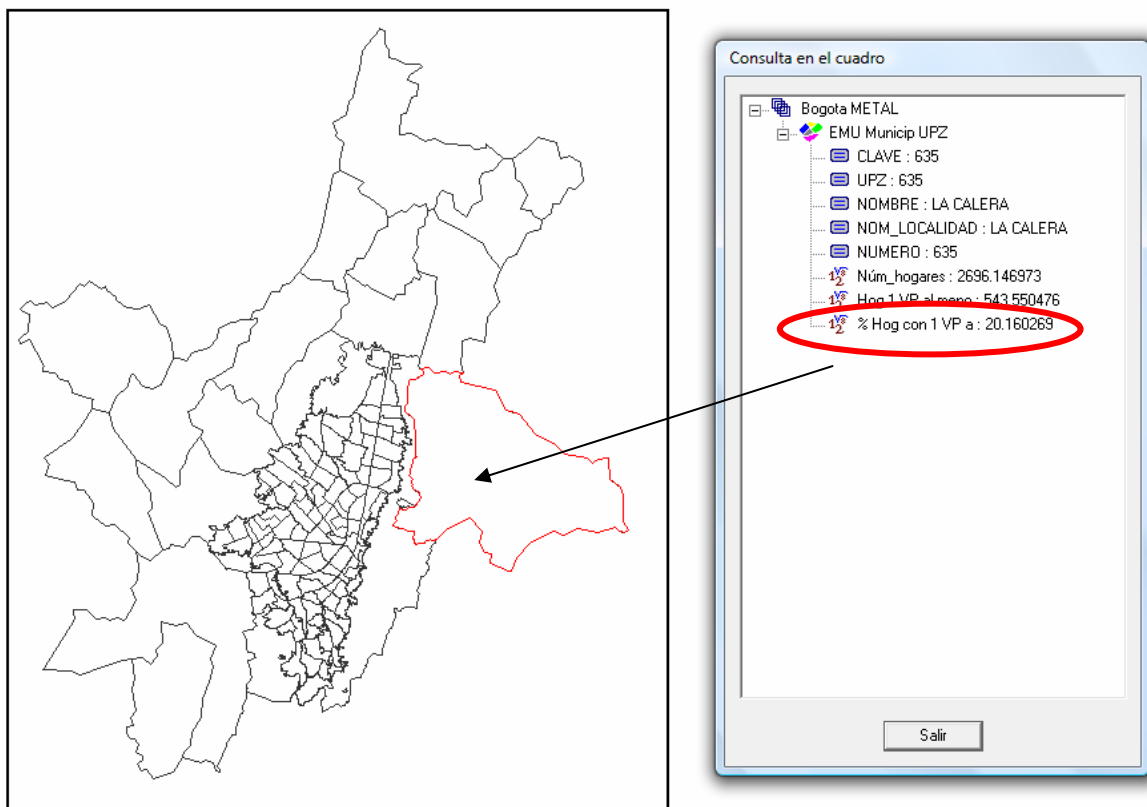 Consulta en el cuadro
Bogota METAL
EMU Municip UPZ
CLAVE : 635
UPZ : 635
NOMBRE : LA CALERA
NOM_LOCALIDAD : LA CALERA
NUMERO : 635
Núm_hogares : 2696.146973
Hog 1 VP al meno : 543.550476
% Hog con 1 VP a : 20.160269
Salir